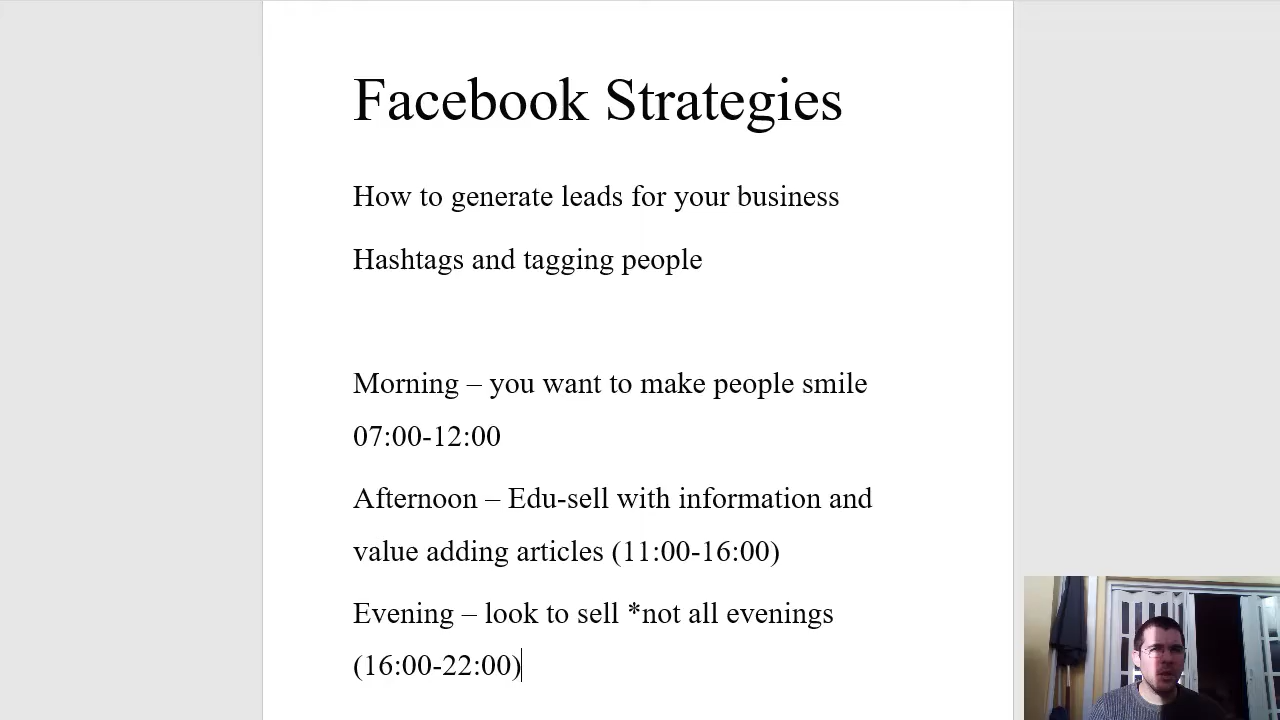 Facebook Strategies
How to generate leads for your business
Hashtags and tagging people
Morning – you want to make people smile
07:00-12:00
Afternoon – Edu-sell with information and
value adding articles (11:00-16:00)
Evening – look to sell *not all evenings
(16:00-22:00)